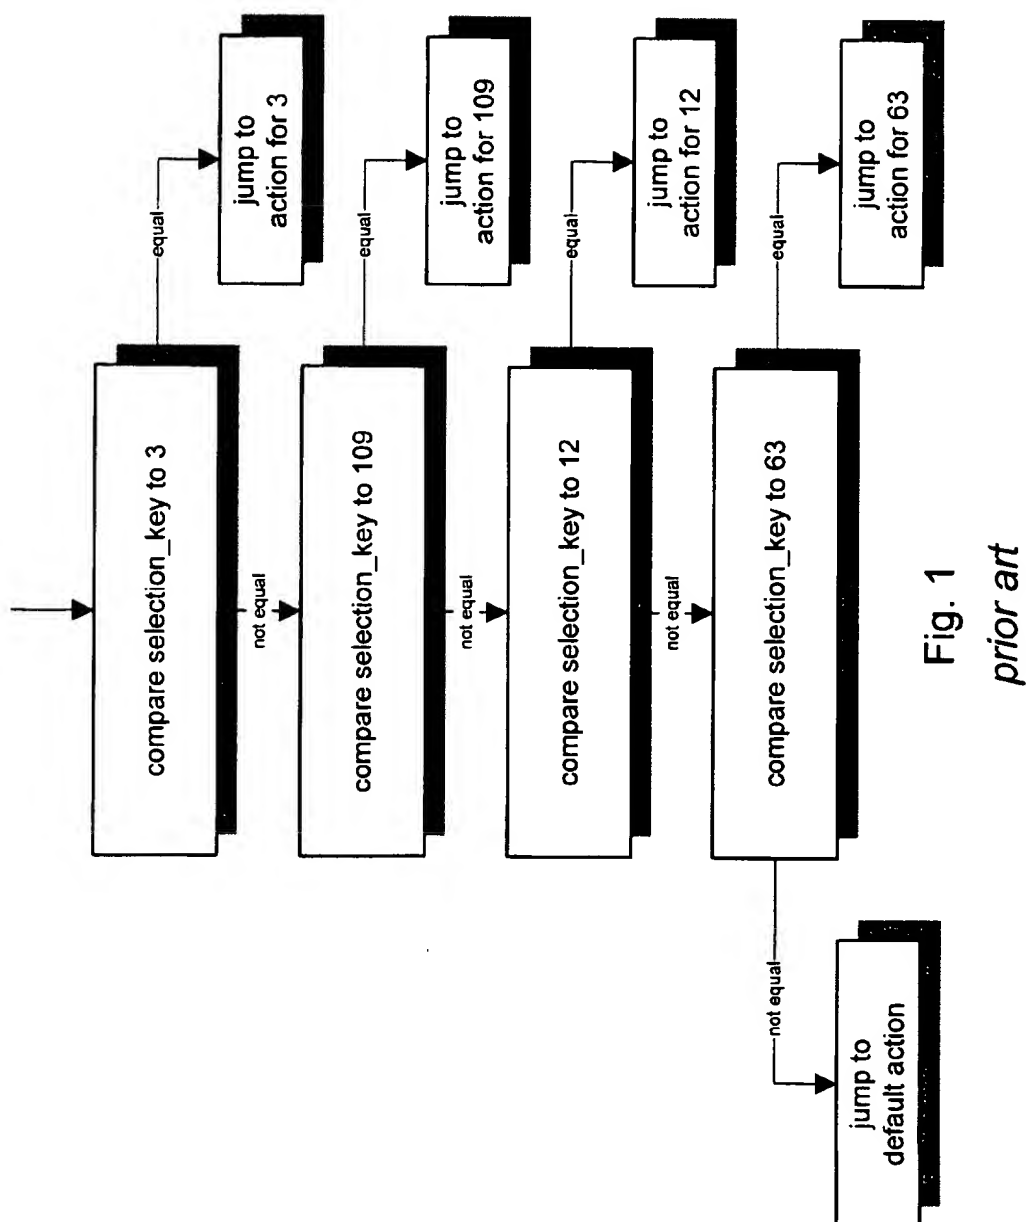 compare selection_key to 3
equal
jump to
action for 3
not equal
compare selection_key to 109
equal
jump to
action for 109
not equal
compare selection_key to 12
equal
jump to
action for 12
not equal
compare selection_key to 63
equal
jump to
action for 63
not equal
jump to
default action
Fig. 1
prior art